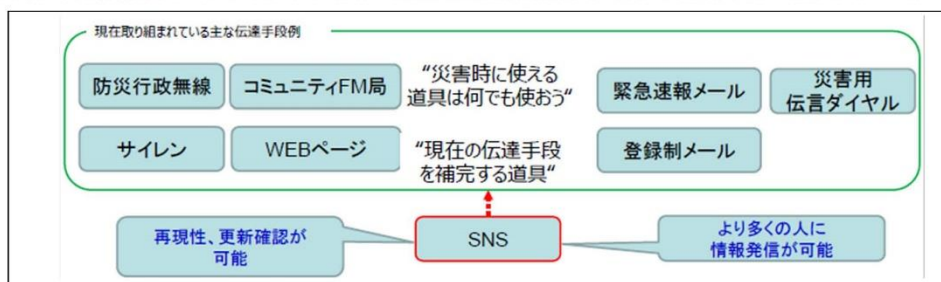 現在取り組まれている主な伝達手段例
防災行政無線
コミュニティFM局
“災害時に使える
道具は何でも使おう“
緊急速報メール
災害用
伝言ダイヤル
サイレン
WEBページ
“現在の伝達手段
を補完する道具“
登録制メール
再現性、更新確認が
可能
SNS
より多くの人に
情報発信が可能